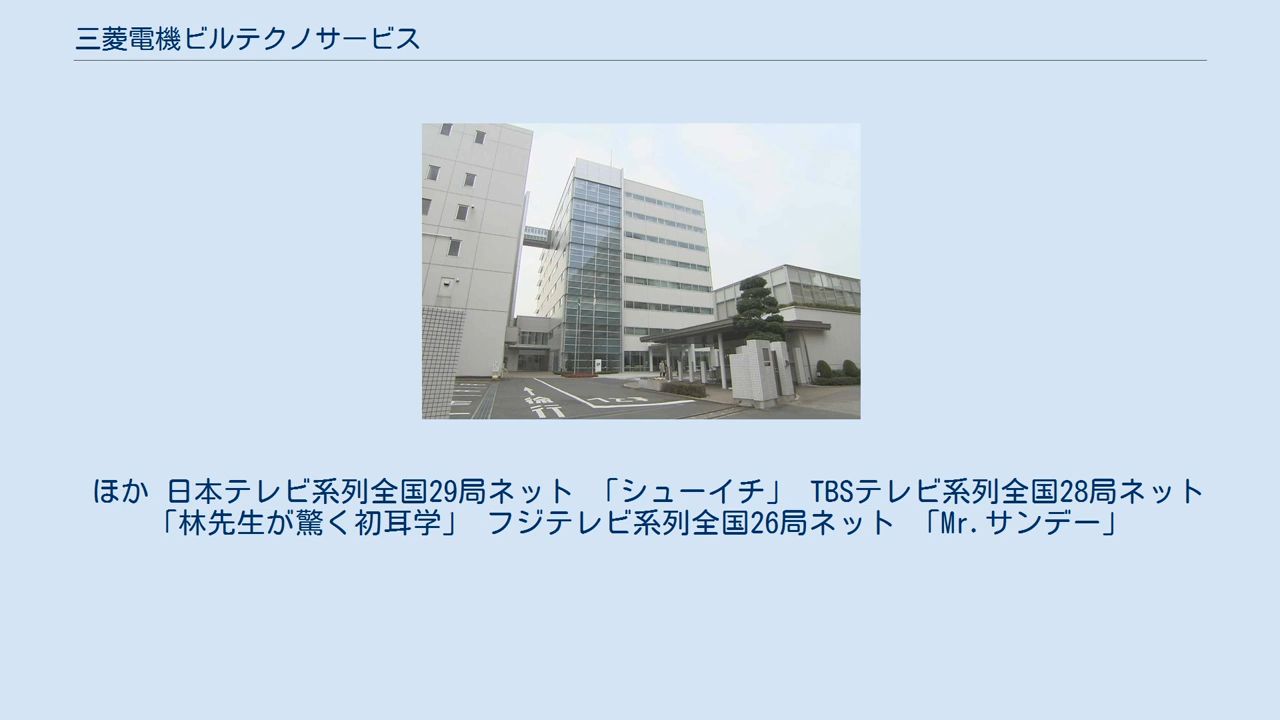 三菱電機ビルテクノサービス
徐行
ほか 日本テレビ系列全国29局ネット 「シューイチ」 TBSテレビ系列全国28局ネット
「林先生が驚く初耳学」 フジテレビ系列全国26局ネット 「Mr.サンデー」